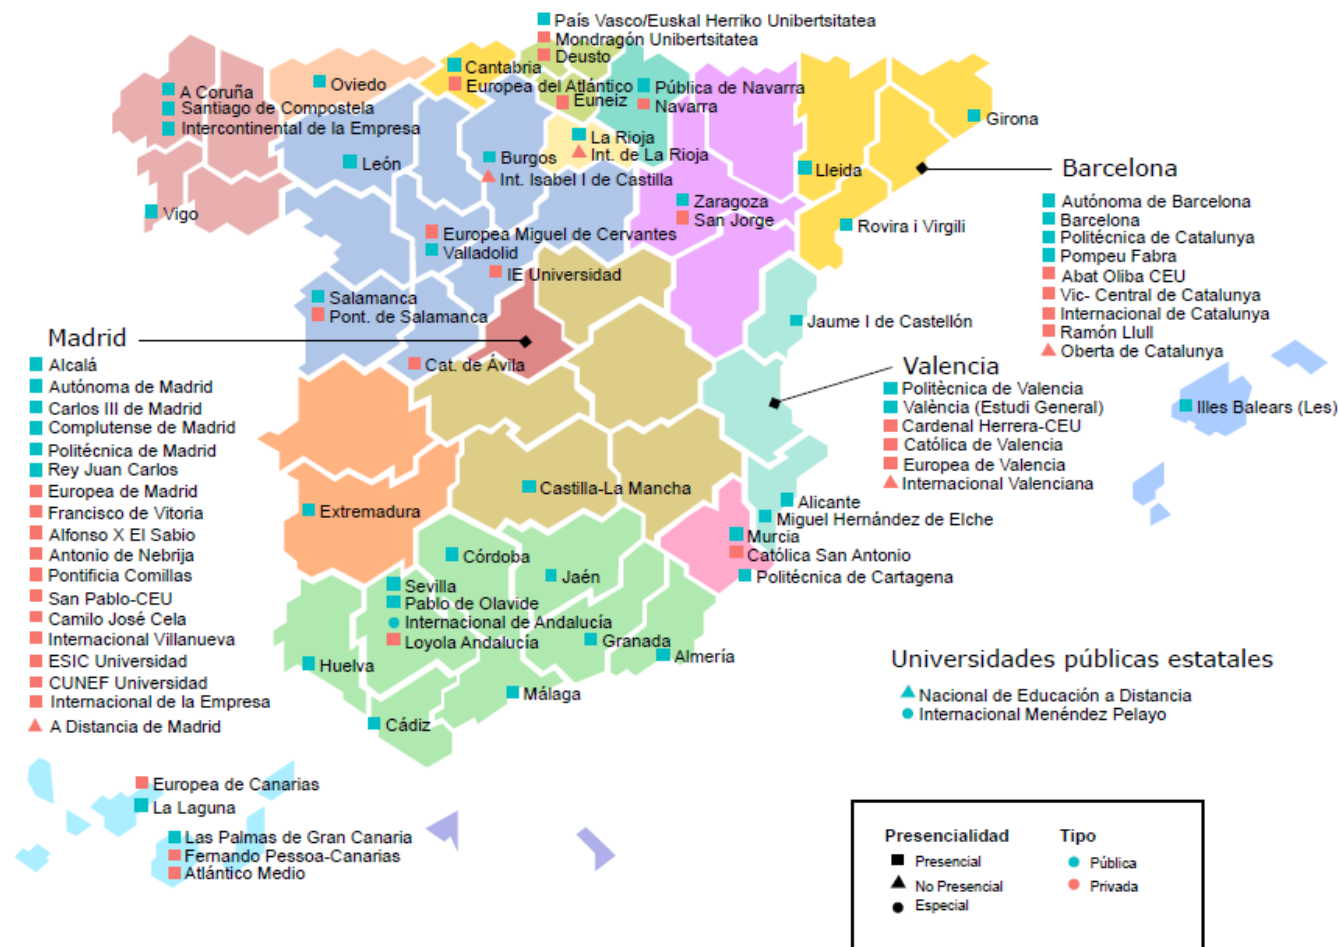 País Vasco/Euskal Herriko Unibertsitatea
Mondragón Unibertsitatea
Deusto
Cantabria
Europea del Atlántico
Euneiz
Oviedo
A Coruña
Santiago de Compostela
Intercontinental de la Empresa
Vigo
León
Burgos
Int. Isabel I de Castilla
La Rioja
Int. de La Rioja
Pública de Navarra
Navarra
Zaragoza
San Jorge
Lleida
Girona
Rovira i Virgili
Barcelona
Autónoma de Barcelona
Barcelona
Politécnica de Catalunya
Pompeu Fabra
Abat Oliba CEU
Vic- Central de Catalunya
Internacional de Catalunya
Ramón Llull
Oberta de Catalunya
Europea Miguel de Cervantes
Valladolid
IE Universidad
Salamanca
Pont. de Salamanca
Cat. de Ávila
Jaume I de Castellón
Madrid
Alcalá
Autónoma de Madrid
Carlos III de Madrid
Complutense de Madrid
Politécnica de Madrid
Rey Juan Carlos
Europea de Madrid
Francisco de Vitoria
Alfonso X El Sabio
Antonio de Nebrija
Pontificia Comillas
San Pablo-CEU
Camilo José Cela
Internacional Villanueva
ESIC Universidad
CUNEF Universidad
Internacional de la Empresa
A Distancia de Madrid
Valencia
Politècnica de Valencia
València (Estudi General)
Cardenal Herrera-CEU
Católica de Valencia
Europea de Valencia
Internacional Valenciana
Illes Balears (Les)
Extremadura
Castilla-La Mancha
Alicante
Miguel Hernández de Elche
Murcia
Católica San Antonio
Politécnica de Cartagena
Córdoba
Jaén
Sevilla
Pablo de Olavide
Internacional de Andalucía
Loyola Andalucía
Huelva
Granada
Almería
Málaga
Cádiz
Universidades públicas estatales
Nacional de Educación a Distancia
Internacional Menéndez Pelayo
Europea de Canarias
La Laguna
Las Palmas de Gran Canaria
Fernando Pessoa-Canarias
Atlántico Medio
Presencialidad
Presencial
No Presencial
Especial
Tipo
Pública
Privada